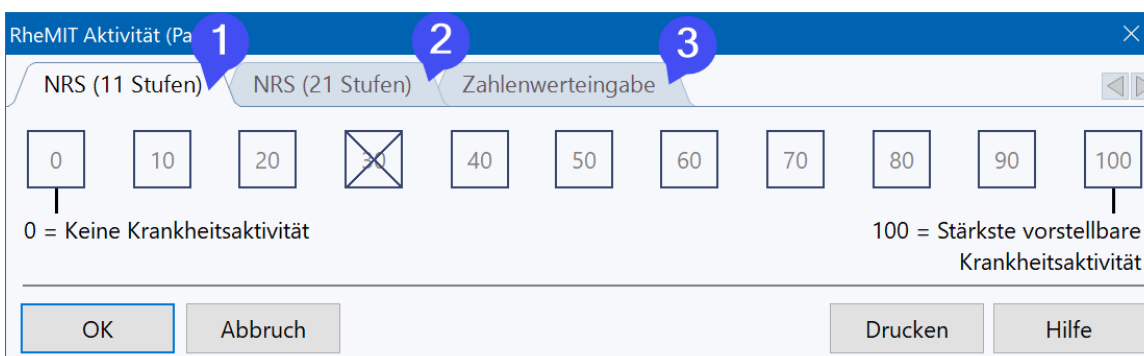 RheMIT Aktivität (Pa
1
2
3
NRS (11 Stufen)
NRS (21 Stufen)
Zahlenwerteingabe
0 10 20 30 40 50 60 70 80 90 100
0 = Keine Krankheitsaktivität
100 = Stärkste vorstellbare
Krankheitsaktivität
OK
Abbruch
Drucken
Hilfe